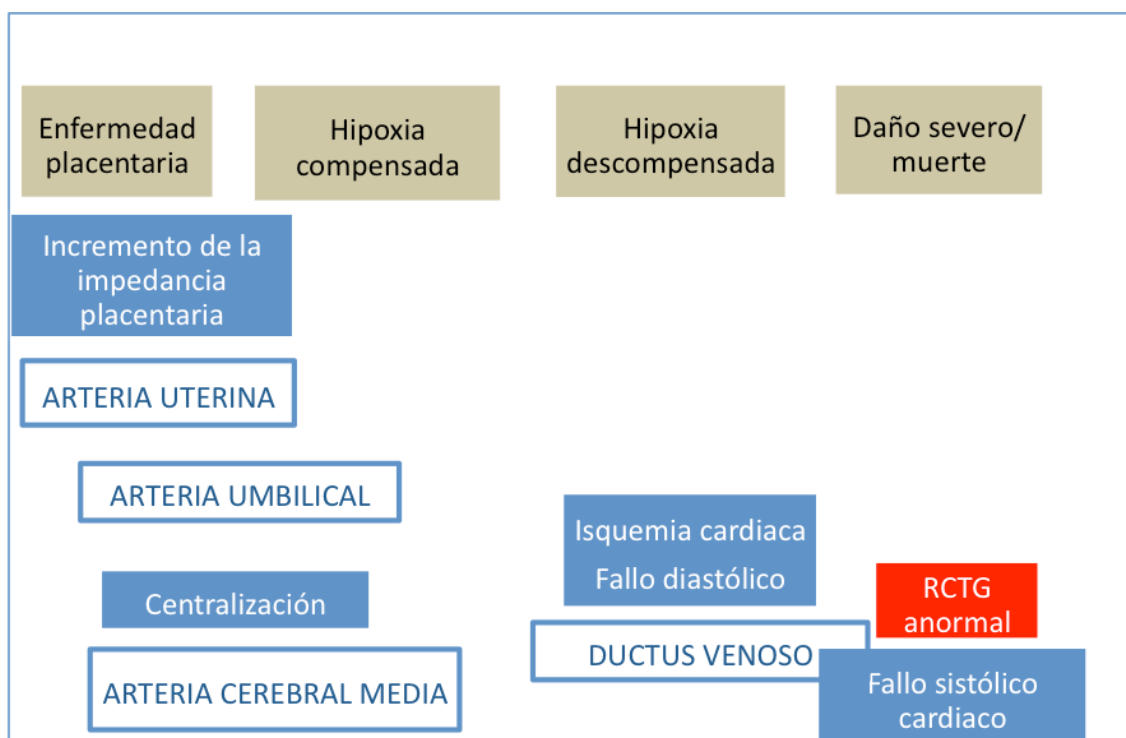 Enfermedad
placentaria
Hipoxia
compensada
Hipoxia
descompensada
Daño severo/
muerte
Incremento de la
impedancia
placentaria
ARTERIA UTERINA
ARTERIA UMBILICAL
Isquemia cardiaca
Fallo diastólico
Centralización
RCTG
anormal
ARTERIA CEREBRAL MEDIA
DUCTUS VENOSO
Fallo sistólico
cardiaco